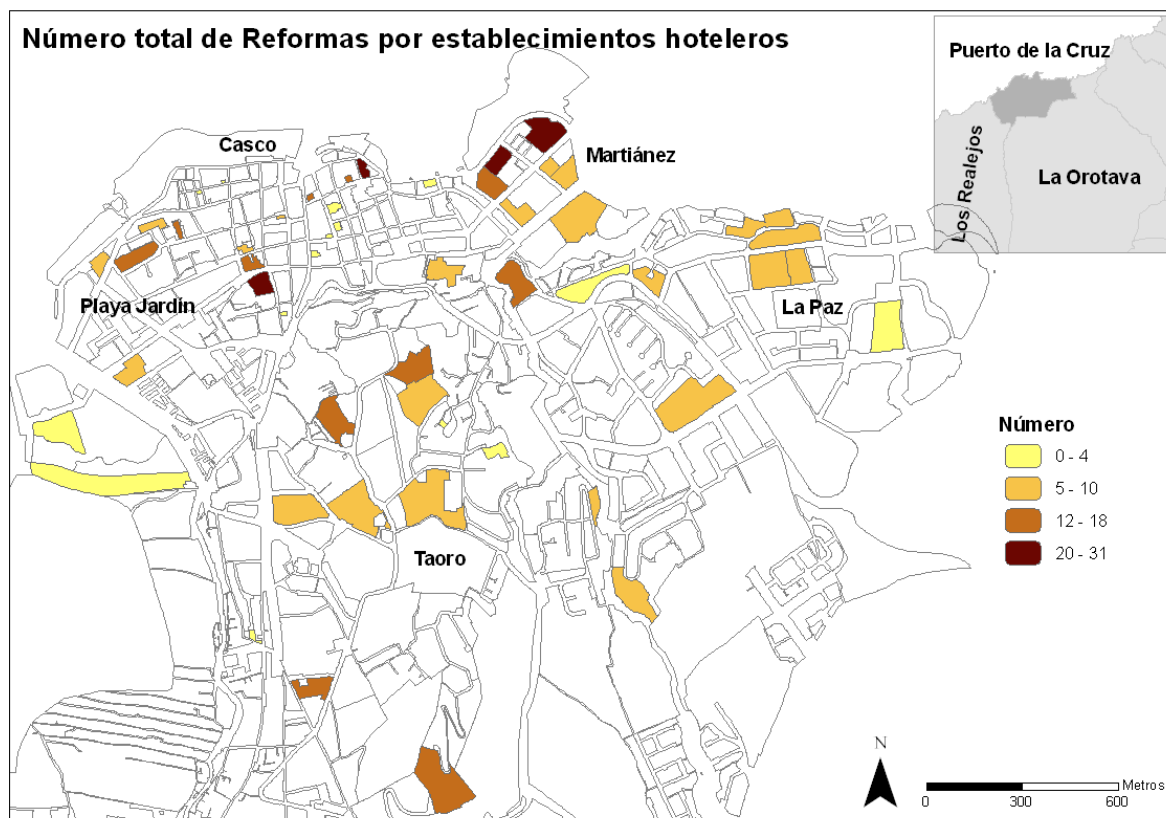 Número total de Reformas por establecimientos hoteleros
Puerto de la Cruz
Los Realejos
La Orotava
Casco
Martiánez
Playa Jardín
La Paz
Taoro
Número
0 - 4
5 - 10
12 - 18
20 - 31
N
Metros
0 300 600